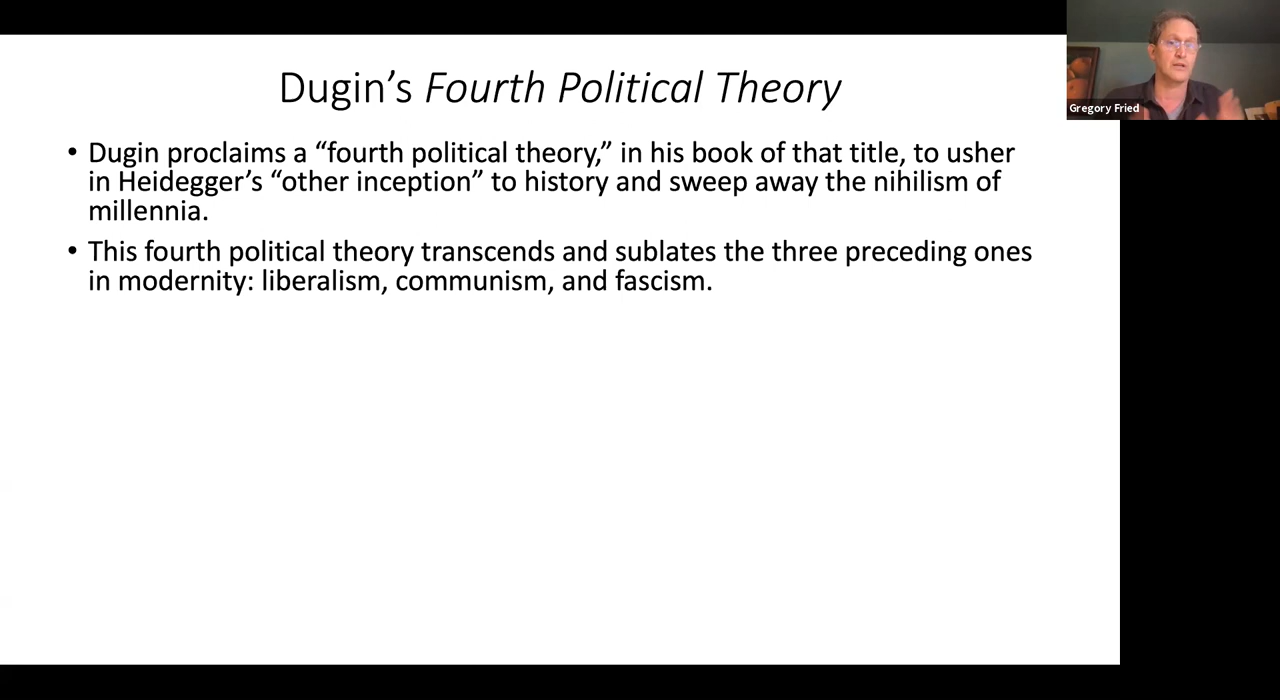 Dugin’s Fourth Political Theory
• Dugin proclaims a “fourth political theory,” in his book of that title, to usher
in Heidegger’s “other inception” to history and sweep away the nihilism of
millennia.
• This fourth political theory transcends and sublates the three preceding ones
in modernity: liberalism, communism, and fascism.
Gregory Fried